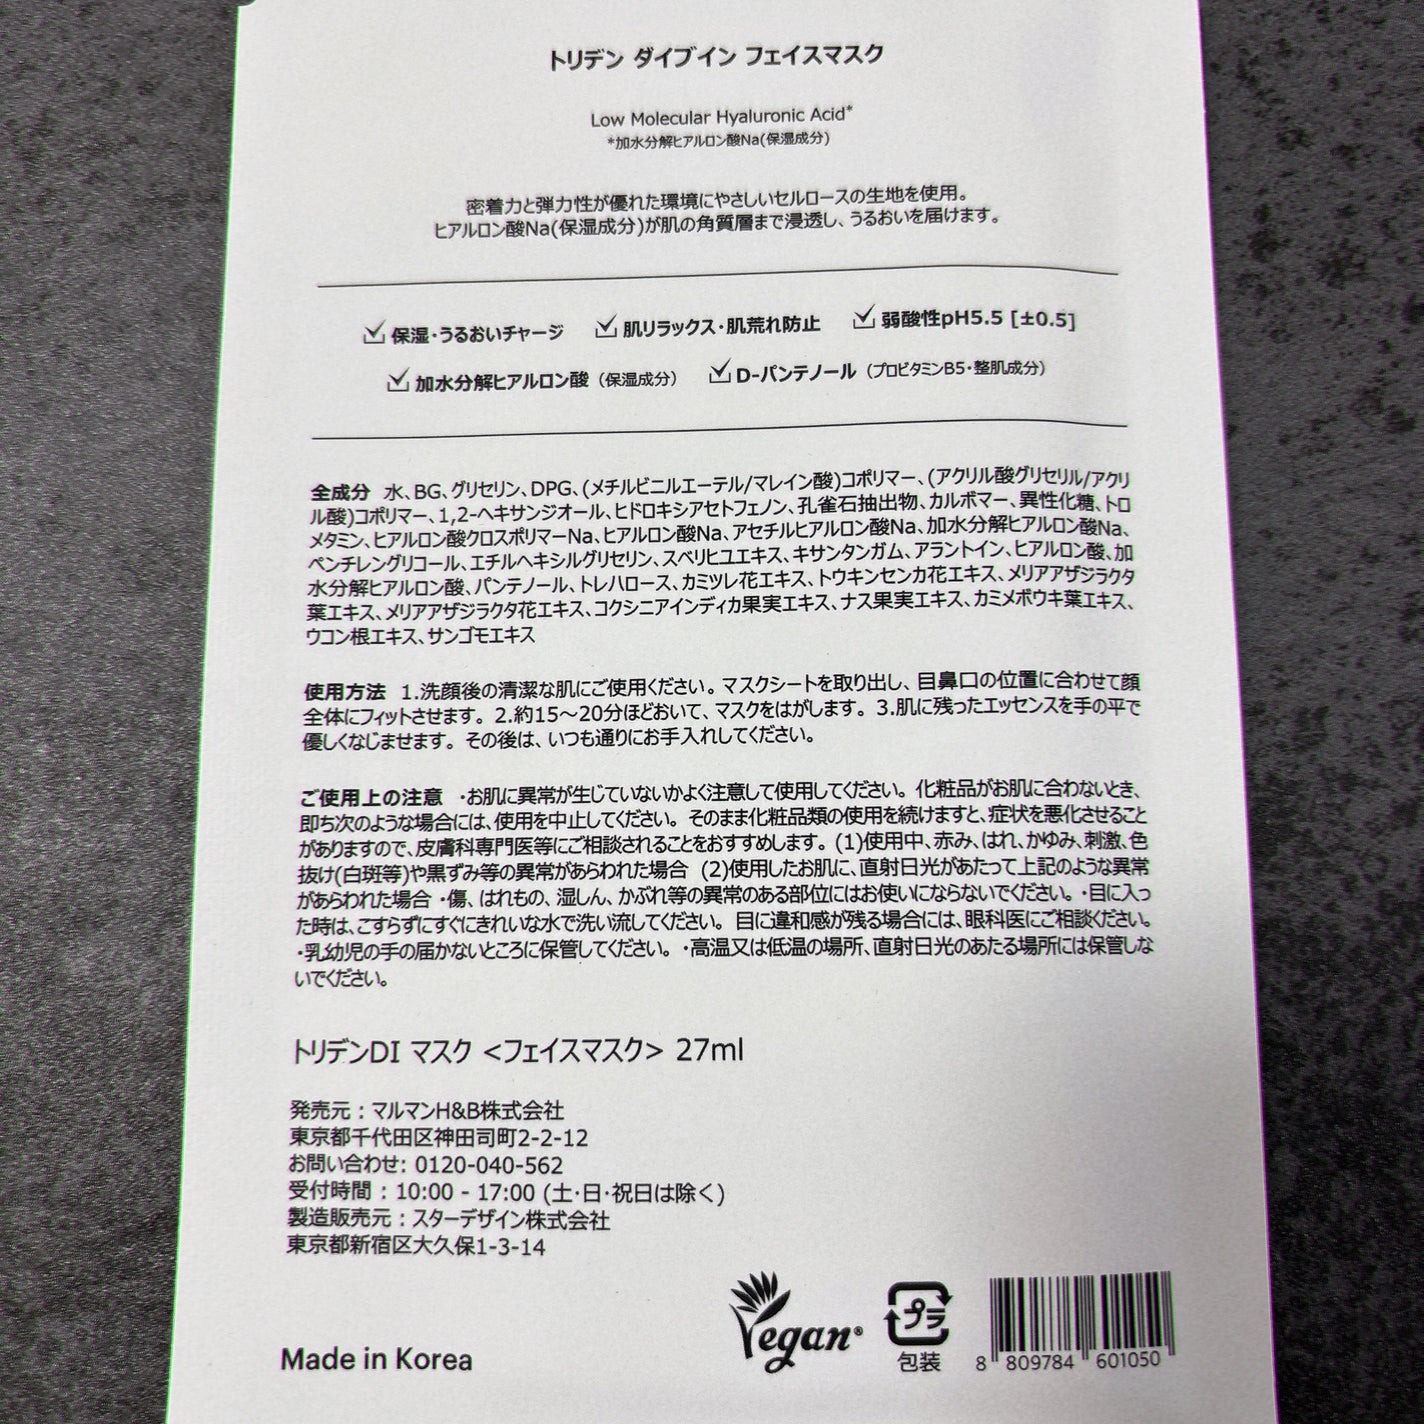 トリデン ダイブイン フェイスマスク
Low Molecular Hyaluronic Acid*
*加水分解ヒアルロン酸Na(保湿成分)
密着力と弾力性が優れた環境にやさしいセルロースの生地を使用。
ヒアルロン酸Na(保湿成分)が肌の角質層まで浸透し、うるおいを届けます。
保湿・うるおいチャージ 肌リラックス・肌荒れ防止 弱酸性pH5.5 [±0.5]
加水分解ヒアルロン酸（保湿成分） D-パンテノール（プロビタミンB5・整肌成分）
全成分 水、BG、グリセリン、DPG、(メチルビニルエーテル/マレイン酸)コポリマー、(アクリル酸グリセリル/アクリ
ル酸)コポリマー、1,2-ヘキサンジオール、ヒドロキシアセトフェノン、孔雀石抽出物、カルボマー、異性化糖、トロ
メタミン、ヒアルロン酸クロスポリマーNa、ヒアルロン酸Na、アセチルヒアルロン酸Na、加水分解ヒアルロン酸Na、
ペンチレングリコール、エチルヘキシルグリセリン、スベリヒユエキス、キサンタンガム、アラントイン、ヒアルロン酸、加
水分解ヒアルロン酸、パンテノール、トレハロース、カミツレ花エキス、トウキンセンカ花エキス、メリアアザジラクタ
葉エキス、メリアアザジラクタ花エキス、コクシニアインディカ果実エキス、ナス果実エキス、カミメボウキ葉エキス、
ウコン根エキス、サンゴモエキス
使用方法 1.洗顔後の清潔な肌にご使用ください。マスクシートを取り出し、目鼻口の位置に合わせて顔
全体にフィットさせます。2.約15～20分ほどおいて、マスクをはがします。3.肌に残ったエッセンスを手の平で
優しくなじませます。その後は、いつも通りにお手入れしてください。
ご使用上の注意 ・お肌に異常が生じていないかよく注意して使用してください。化粧品がお肌に合わないとき、
即ち次のような場合には、使用を中止してください。そのまま化粧品類の使用を続けますと、症状を悪化させること
がありますので、皮膚科専門医等にご相談されることをおすすめします。(1)使用中、赤み、はれ、かゆみ、刺激、色
抜け(白斑等)や黒ずみ等の異常があらわれた場合 (2)使用したお肌に、直射日光があたって上記のような異常
があらわれた場合 ・傷、はれもの、湿しん、かぶれ等の異常のある部位にはお使いにならないでください。・目に入っ
た時は、こすらずにすぐにきれいな水で洗い流してください。目に違和感が残る場合には、眼科医にご相談ください。
・乳幼児の手の届かないところに保管してください。・高温又は低温の場所、直射日光のあたる場所には保管しな
いでください。
トリデンDI マスク <フェイスマスク> 27ml
発売元：マルマンH&B株式会社
東京都千代田区神田司町2-2-12
お問い合わせ: 0120-040-562
受付時間：10:00 - 17:00 (土・日・祝日は除く)
製造販売元：スターデザイン株式会社
東京都新宿区大久保1-3-14
Made in Korea
Vegan®
プラ
包装
8 809784 601050